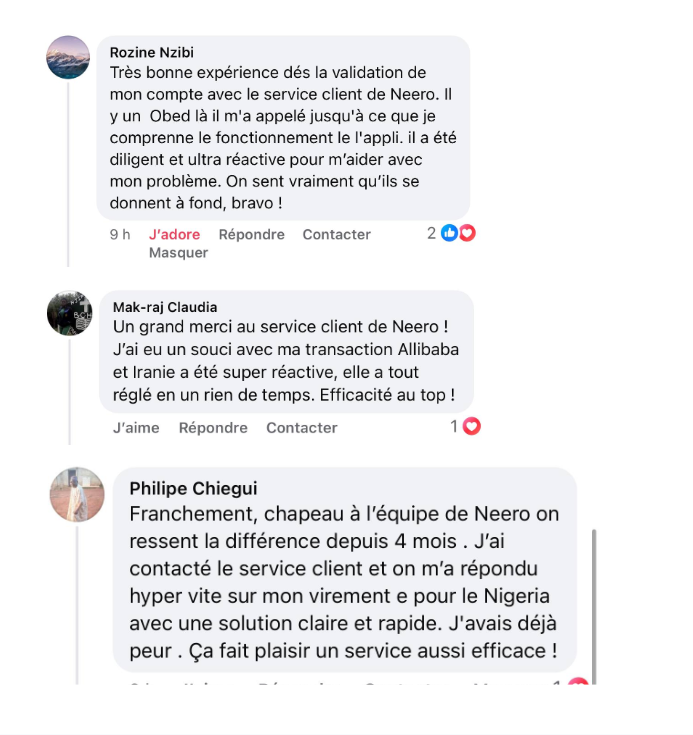 Rozine Nzibi
Très bonne expérience dés la validation de
mon compte avec le service client de Neero. Il
y un  Obed là il m'a appelé jusqu'à ce que je
comprenne le fonctionnement le l'appli. il a été
diligent et ultra réactive pour m'aider avec
mon problème. On sent vraiment qu'ils se
donnent à fond, bravo !
9 h J'adore Répondre Contacter 2
Masquer
Mak-raj Claudia
Un grand merci au service client de Neero !
J'ai eu un souci avec ma transaction Allibaba
et Iranie a été super réactive, elle a tout
réglé en un rien de temps. Efficacité au top !
J'aime Répondre Contacter 1
Philipe Chiegui
Franchement, chapeau à l'équipe de Neero on
ressent la différence depuis 4 mois . J'ai
contacté le service client et on m'a répondu
hyper vite sur mon virement e pour le Nigeria
avec une solution claire et rapide. J'avais déjà
peur . Ça fait plaisir un service aussi efficace !